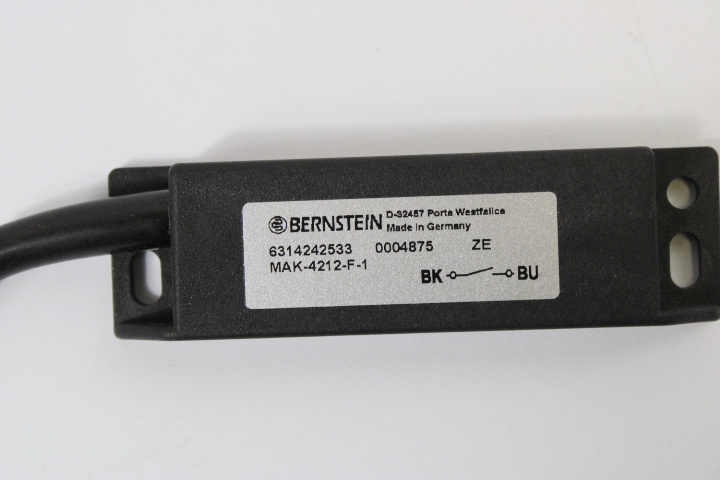 BERNSTEIN D-32457 Porta Westfalica
Made in Germany
6314242533 0004875 ZE
MAK-4212-F-1
BK BU